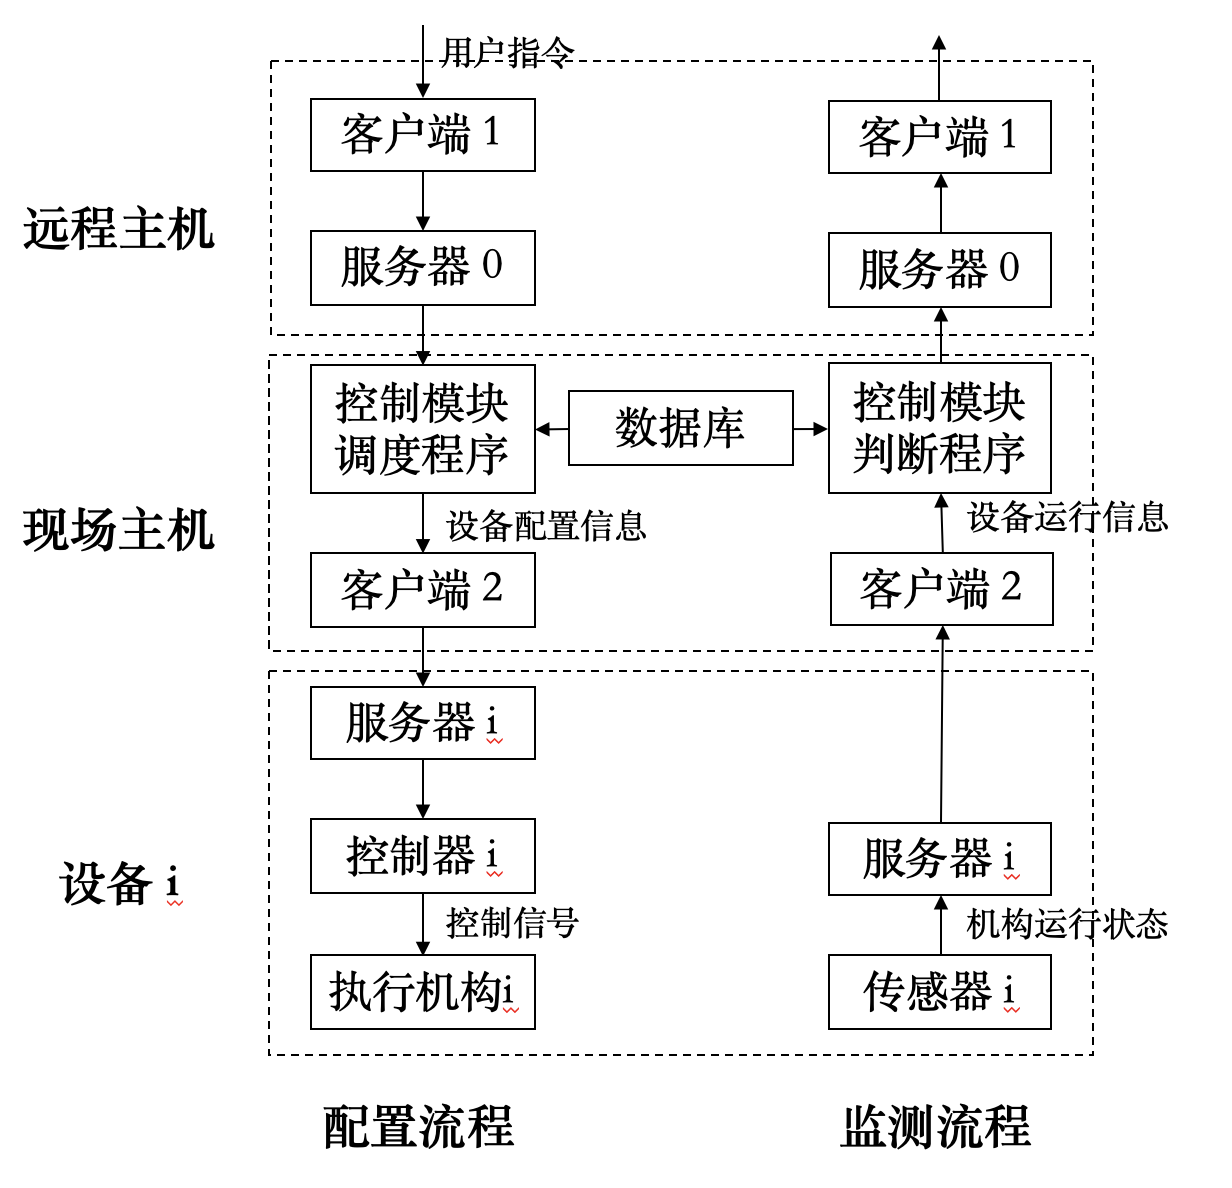 用户指令
客户端 1
客户端 1
远程主机
服务器 0
服务器 0
控制模块
调度程序
数据库
控制模块
判断程序
现场主机
设备配置信息
设备运行信息
客户端 2
客户端 2
服务器 i
设备 i
控制器 i
服务器 i
控制信号
机构运行状态
执行机构i
传感器 i
配置流程
监测流程